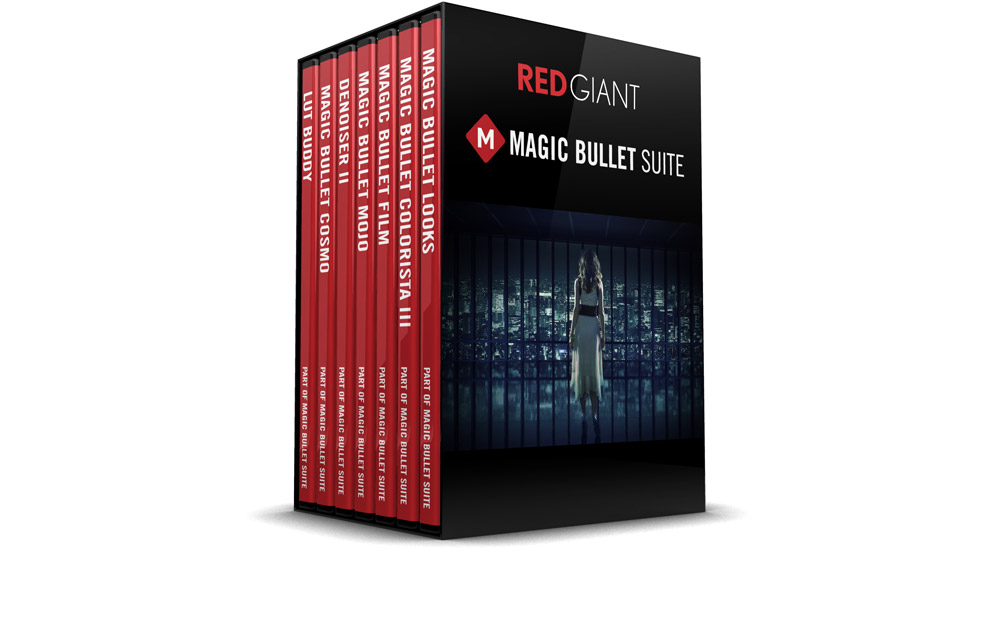 REDGIANT
M MAGIC BULLET SUITE
LUT BUDDY
PART OF MAGIC BULLET SUITE
MAGIC BULLET COSMO
PART OF MAGIC BULLET SUITE
DENOISER II
PART OF MAGIC BULLET SUITE
MAGIC BULLET MOJO
PART OF MAGIC BULLET SUITE
MAGIC BULLET FILM
PART OF MAGIC BULLET SUITE
MAGIC BULLET COLORISTA III
PART OF MAGIC BULLET SUITE
MAGIC BULLET LOOKS
PART OF MAGIC BULLET SUITE